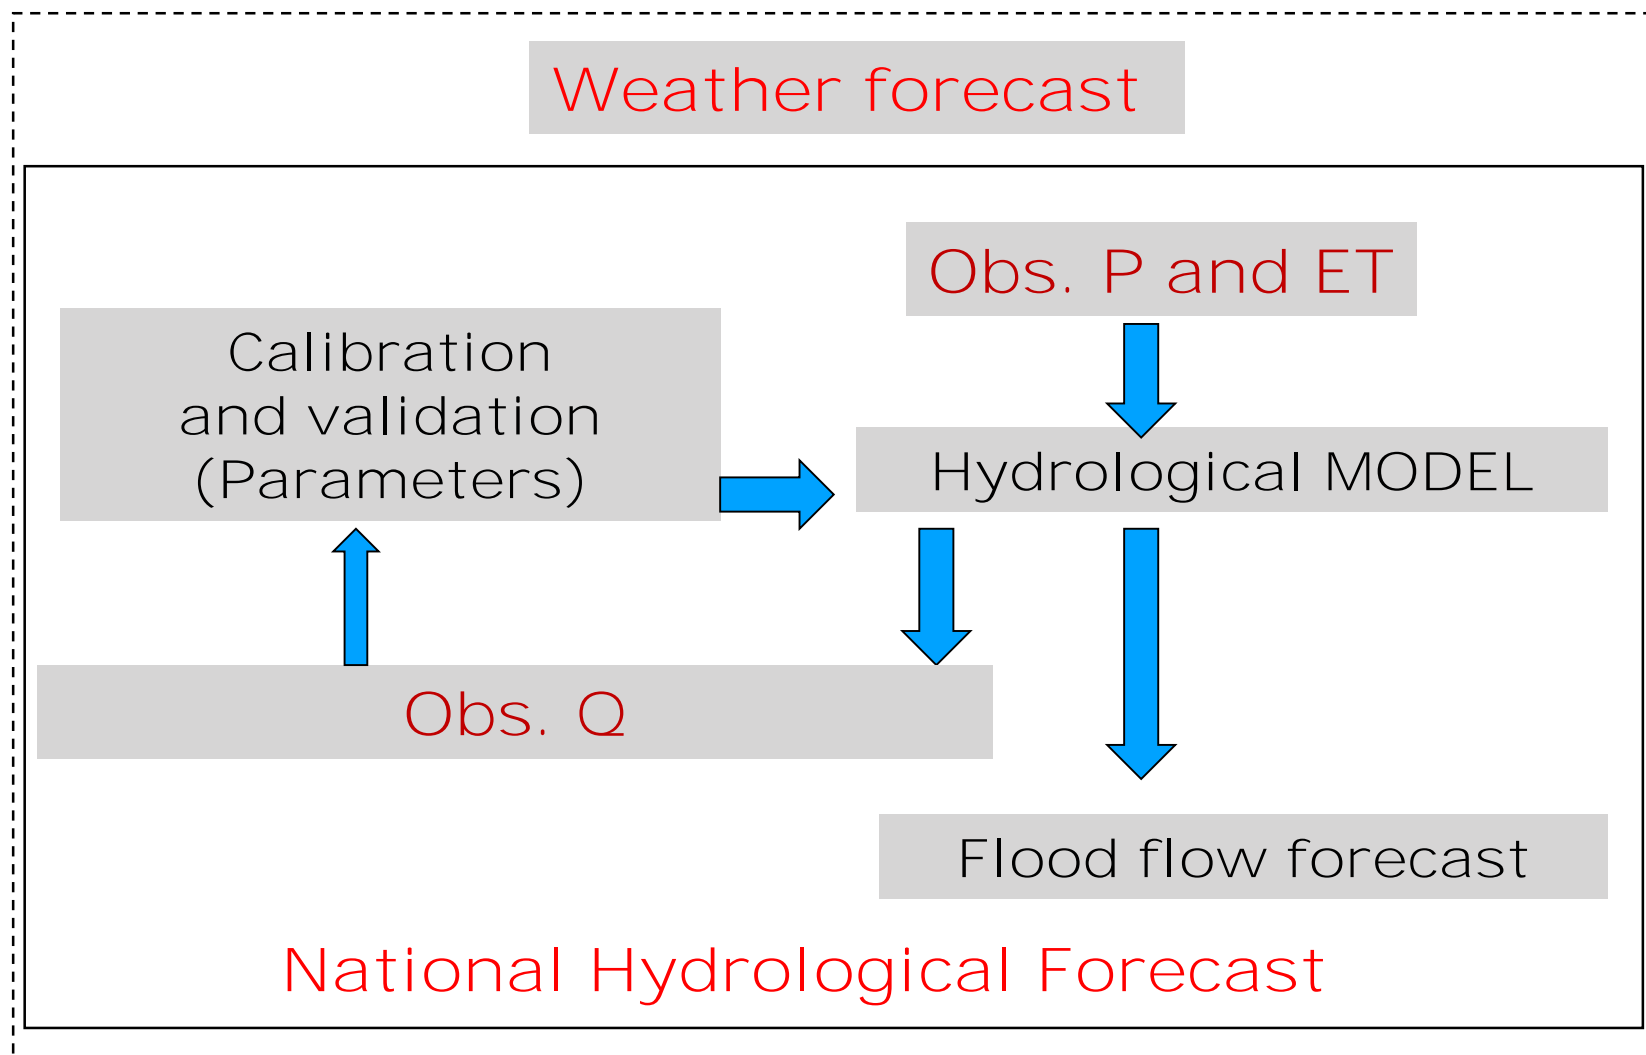 Weather forecast
Obs. P and ET
Calibration
and validation
(Parameters)
Hydrological MODEL
Obs. Q
Flood flow forecast
National Hydrological Forecast